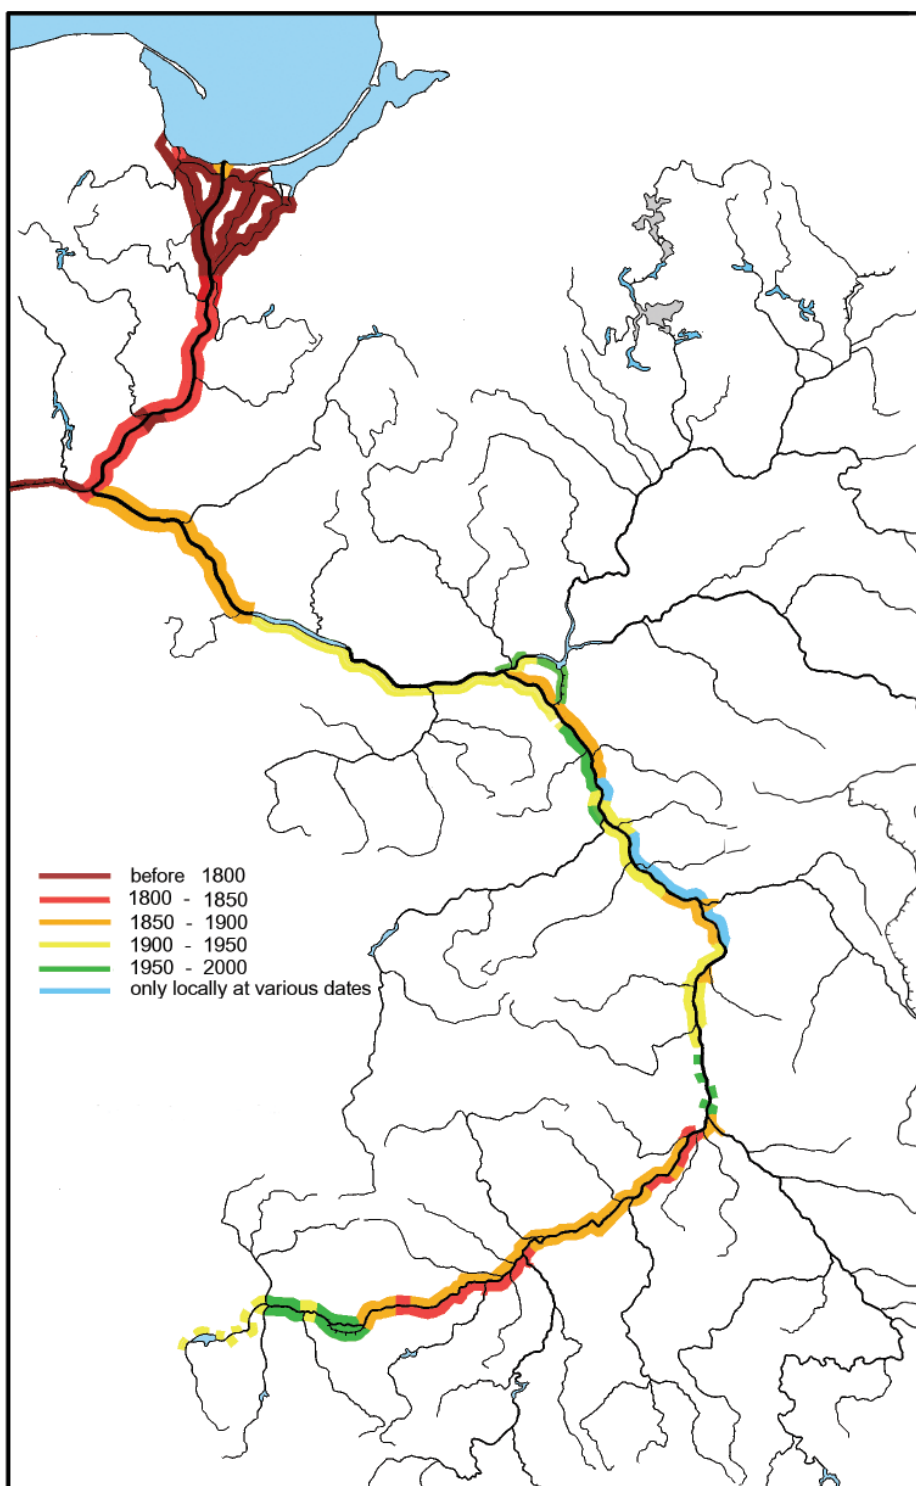 before 1800
1800 - 1850
1850 - 1900
1900 - 1950
1950 - 2000
only locally at various dates